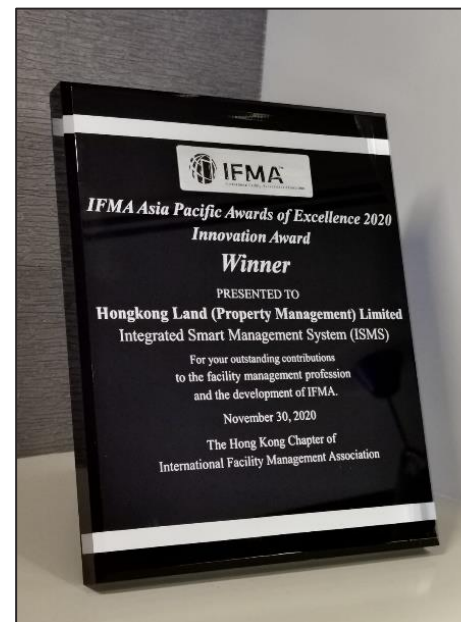 IFMA™
IFMA Asia Pacific Awards of Excellence 2020
Innovation Award
Winner
PRESENTED TO
Hongkong Land (Property Management) Limited
Integrated Smart Management System (ISMS)
For your outstanding contributions
to the facility management profession
and the development of IFMA.
November 30, 2020
The Hong Kong Chapter of
International Facility Management Association